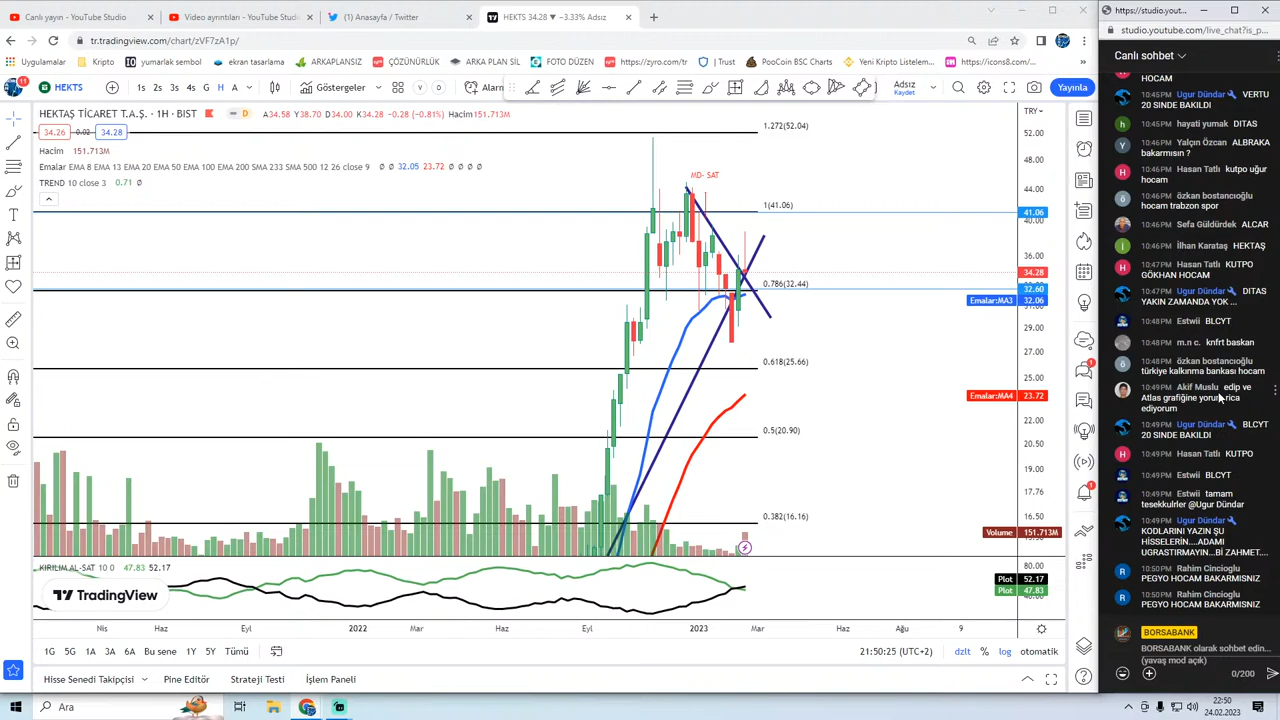 Canlı yayın - YouTube Studio
Video ayrıntıları - YouTube Studi
(1) Anasayfa / Twitter
HEKTS 34.28 ▼ −3.33% Adsız
tr.tradingview.com/chart/zVF7zA1p/
Uygulamalar
Kripto
yumarlak sembol
ekran tasarama
ARKAPLANSIZ
ÇÖZÜNÜRLÜK
ARKA PLAN SİL
FOTO DÜZEN
https://zyro.com/tr
| Trust
PooCoin BSC Charts
Yeni Kripto Listelem...
https://icons8.com/...
11
HEKTS
1s
2s
3s
4s
G
H
A
Göstergeler
Alarm
Adsız
Kaydet
Yayınla
HEKTAŞ TİCARET T.A.Ş. · 1H · BIST
D
A34.58 Y38.70 D34.00 K34.28 −0.28 (−0.81%) Hacim151.713M
34.26
0.02
34.28
Hacim 151.713M
Emalar EMA 8 EMA 13 EMA 20 EMA 50 EMA 100 EMA 200 SMA 233 SMA 500 12 26 close 9 Ø Ø 32.05
TREND 10 close 3 0.71 Ø
MD- SAT
1.272(52.04)
1(41.06)
0.786(32.44)
0.618(25.66)
0.5(20.90)
0.382(16.16)
TRY
52.00
48.00
44.00
41.06
40.00
36.00
34.28
32.60
Emalar:MA3 32.06
29.00
27.00
25.00
Emalar:MA4 23.72
22.00
20.50
19.00
17.76
16.50
Volume 151.713M
KIRILIM AL-SAT 10 0 47.83 52.17
80.00
Plot 52.17
Plot 47.83
TradingView
Nis
Haz
Eyl
2022
Mar
Haz
Eyl
2023
Mar
Haz
Ağu
9
1G
5G
1A
3A
6A
Bu sene
1Y
5Y
Tümü
21:50:25 (UTC+2)
dzlt
%
log
otomatik
Hisse Senedi Takipçisi
Pine Editör
Strateji Testi
İşlem Paneli
Ara
22:50
24.02.2023
https://studio.yout...
studio.youtube.com/live_chat?is_p...
Canlı sohbet
HOCAM
10:45PM Ugur Dündar VERTU
20 SINDE BAKILDI
10:45PM hayati yumak DITAS
10:46PM Yalçın Özcan ALBRAKA
bakarmısın ?
10:46PM Hasan Tatlı kutpo uğur
hocam
10:46PM özkan bostancıoğlu
hocam trabzon spor
10:46PM Sefa Güldürdek ALCAR
10:46PM İlhan Karataş HEKTAŞ
10:47PM Hasan Tatlı KUTPO
GÖKHAN HOCAM
10:47PM Ugur Dündar DITAS
YAKIN ZAMANDA YOK ...
10:48PM Estwii BLCYT
10:48PM m.n c. knfrt baskan
10:48PM özkan bostancıoğlu
türkiye kalkınma bankası hocam
10:49PM Akif Muslu edip ve
Atlas grafiğine yorum rica
ediyorum
10:49PM Ugur Dündar BLCYT
20 SINDE BAKILDI
10:49PM Hasan Tatlı KUTPO
10:49PM Estwii BLCYT
10:49PM Estwii tamam
tesekkulrler @Ugur Dündar
10:49PM Ugur Dündar
KODLARINI YAZIN ŞU
HİSSELERİN....ADAMI
UGRASTIRMAYIN...Bİ ZAHMET....
10:50PM Rahim Cincioglu
PEGYO HOCAM BAKARMISNIZ
10:50PM Rahim Cincioglu
PEGYO HOCAM BAKARMISNIZ
BORSABANK
BORSABANK olarak sohbet edin...
(yavaş mod açık)
0/200